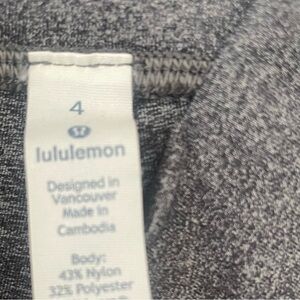 4
lululemon
Designed in
Vancouver
Made in
Cambodia
Body:
43% Nylon
32% Polyester